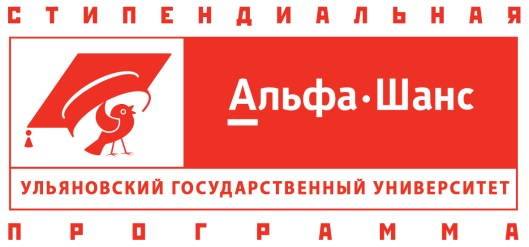 СТИПЕНДИАЛЬНАЯ
Альфа·Шанс
УЛЬЯНОВСКИЙ ГОСУДАРСТВЕННЫЙ УНИВЕРСИТЕТ
ПРОГРАММА